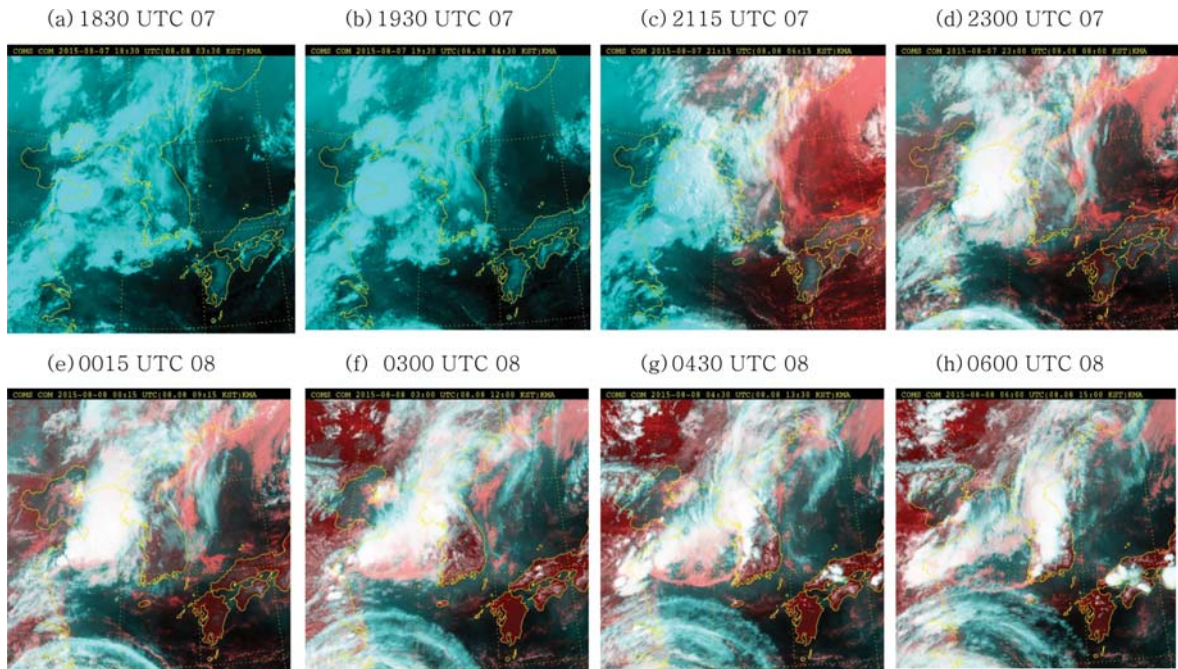 (a) 1830 UTC 07
(b) 1930 UTC 07
(c) 2115 UTC 07
(d) 2300 UTC 07
COMS COM 2015-08-07 18:30 UTC(08.08 03:30 KST)KMA
COMS COM 2015-08-07 19:30 UTC(08.08 04:30 KST)KMA
COMS COM 2015-08-07 21:15 UTC(08.08 06:15 KST)KMA
COMS COM 2015-08-07 23:00 UTC(08.08 08:00 KST)KMA
(e) 0015 UTC 08
(f) 0300 UTC 08
(g) 0430 UTC 08
(h) 0600 UTC 08
COMS COM 2015-08-08 00:15 UTC(08.08 09:15 KST)KMA
COMS COM 2015-08-08 03:00 UTC(08.08 12:00 KST)KMA
COMS COM 2015-08-08 04:30 UTC(08.08 13:30 KST)KMA
COMS COM 2015-08-08 06:00 UTC(08.08 15:00 KST)KMA